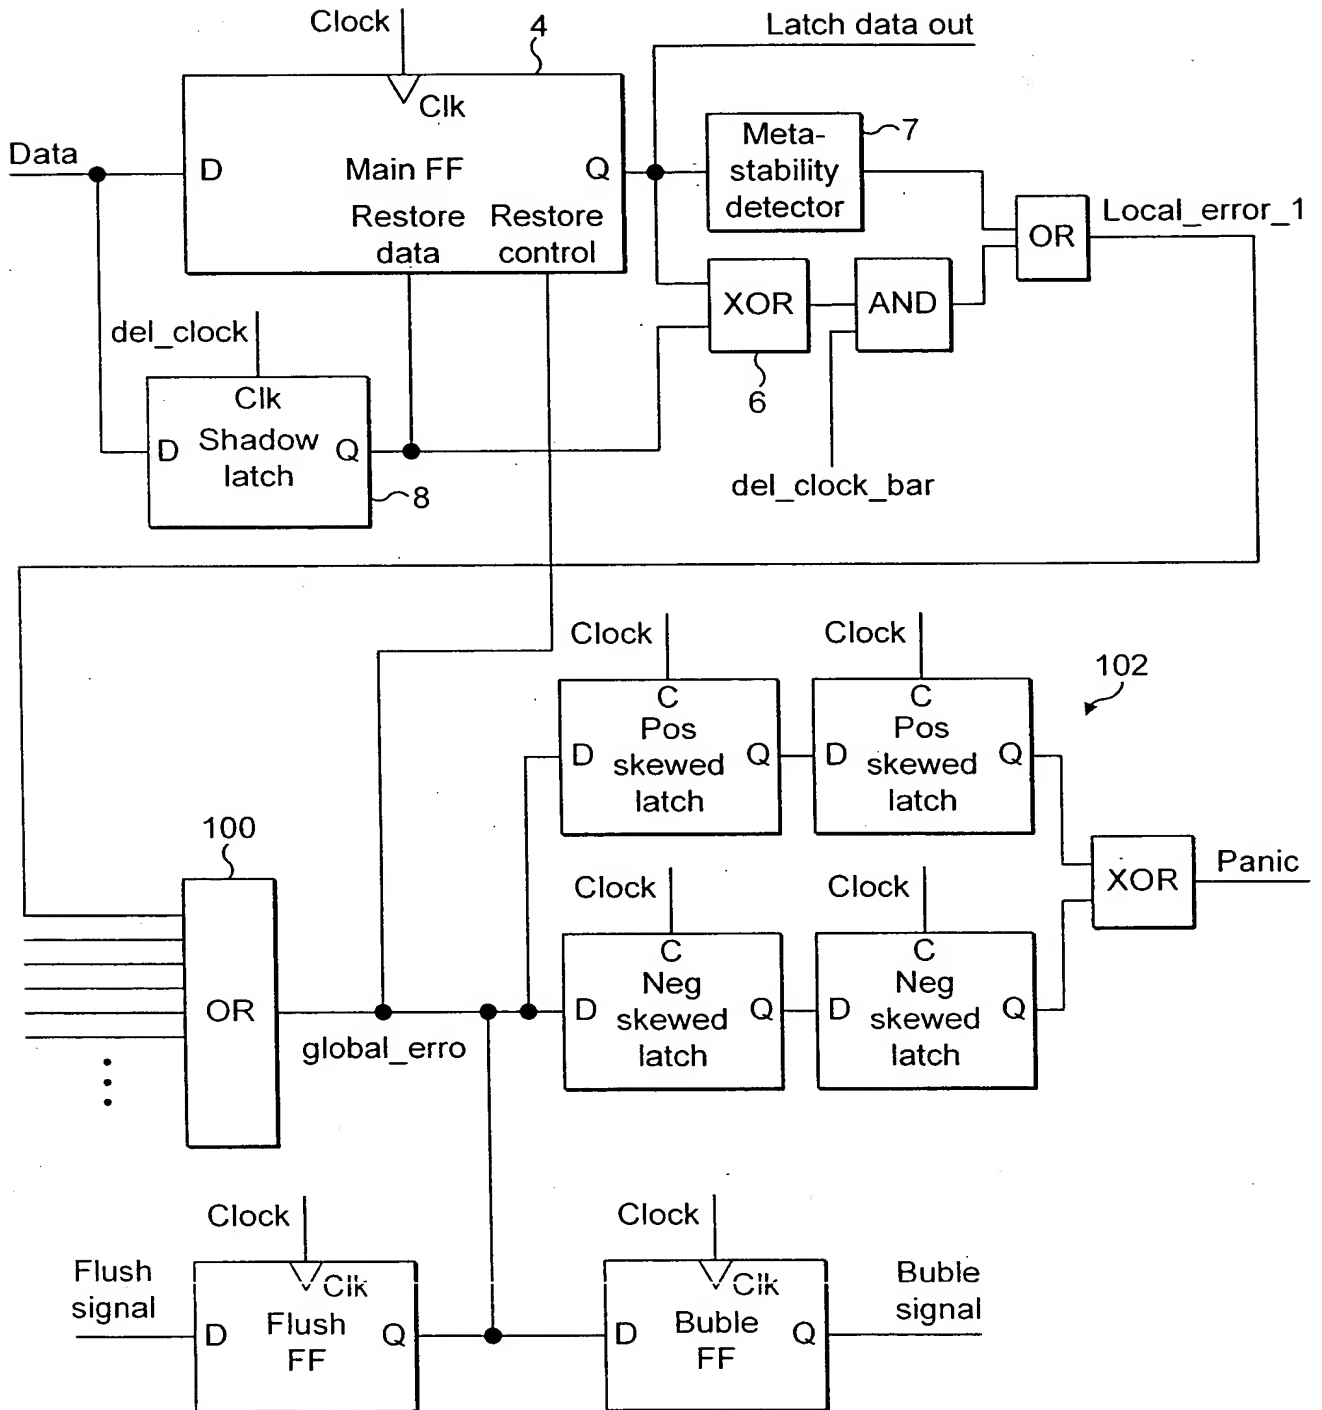 Clock
4
Latch data out
Clk
Data
D
Main FF
Q
Restore
data
Restore
control
Meta-
stability
detector
7
OR
Local_error_1
XOR
6
AND
del_clock_bar
del_clock
Clk
D
Shadow
latch
Q
8
Clock
Clock
102
C
Pos
skewed
latch
D
Q
C
Pos
skewed
latch
D
Q
100
OR
global_erro
Clock
Clock
C
Neg
skewed
latch
D
Q
C
Neg
skewed
latch
D
Q
XOR
Panic
Clock
Clock
Flush
signal
Clk
D
Flush
FF
Q
Clk
D
Buble
FF
Q
Buble
signal